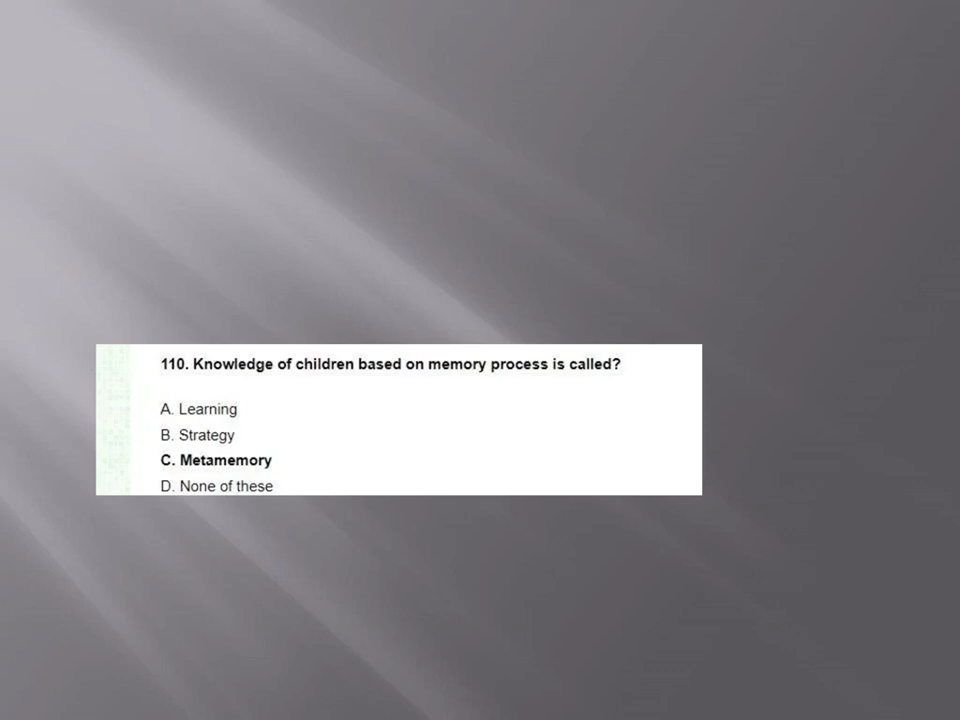 110. Knowledge of children based on memory process is called?
A. Learning
B. Strategy
C. Metamemory
D. None of these